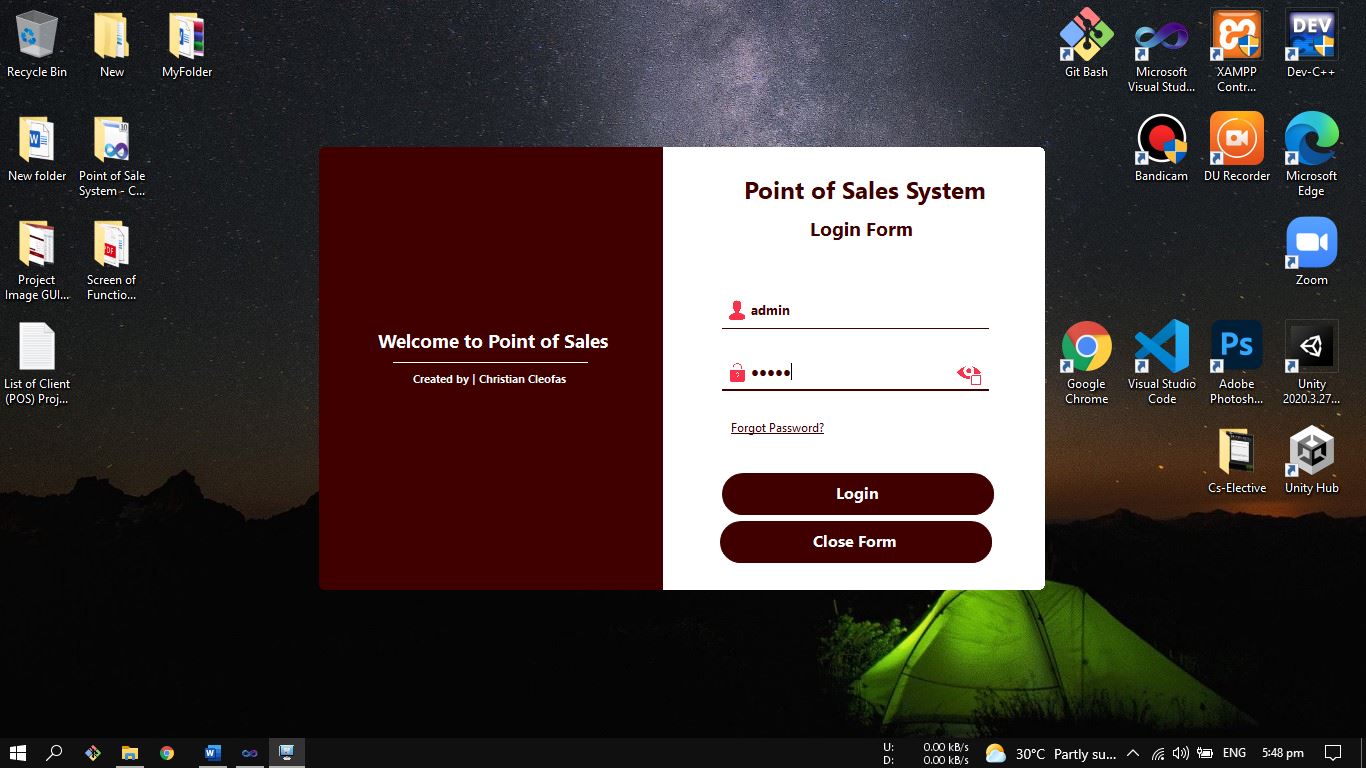 Recycle Bin
New
MyFolder
New folder
Point of Sale
System - C...
Project
Image GUI...
Screen of
Functio...
List of Client
(POS) Proj...
Welcome to Point of Sales
Created by | Christian Cleofas
Point of Sales System
Login Form
admin
•••••
Forgot Password?
Login
Close Form
Git Bash
Microsoft
Visual Stud...
XAMPP
Contr...
DEV
Dev-C++
Bandicam
DU Recorder
Microsoft
Edge
Zoom
Google
Chrome
Visual Studio
Code
Ps
Adobe
Photosh...
Unity
2020.3.27...
Cs-Elective
Unity Hub
U: 0.00 kB/s
D: 0.00 kB/s
30°C Partly su...
ENG
5:48 pm